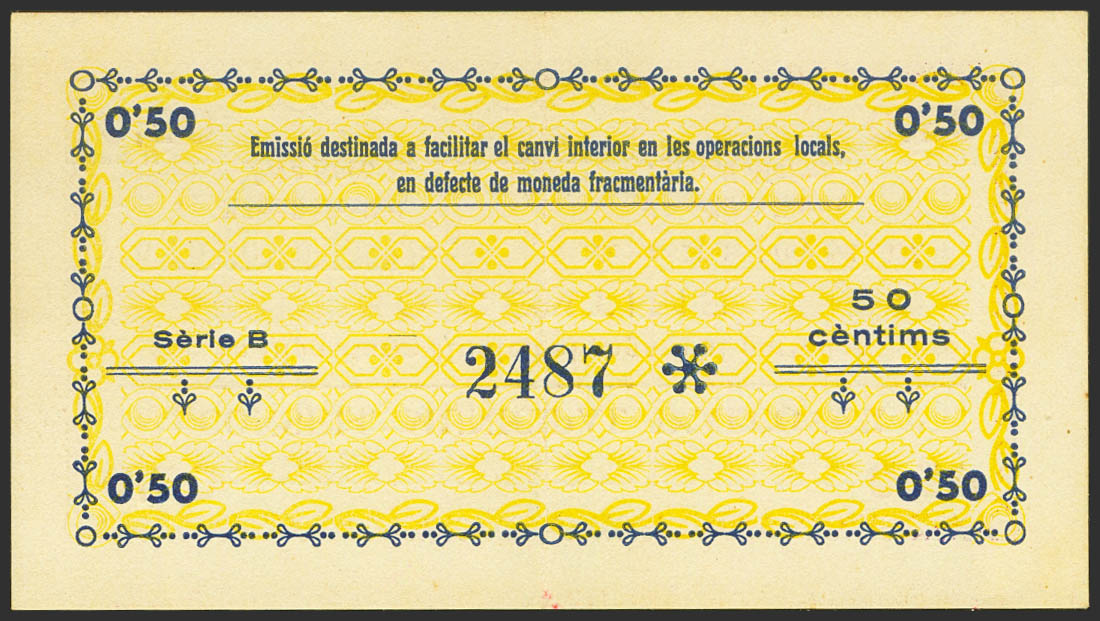 0'50
0'50
Emissió destinada a facilitar el canvi interior en les operacions locals,
en defecte de moneda fracmentària.
50
cèntims
Sèrie B
2487 *
0'50
0'50